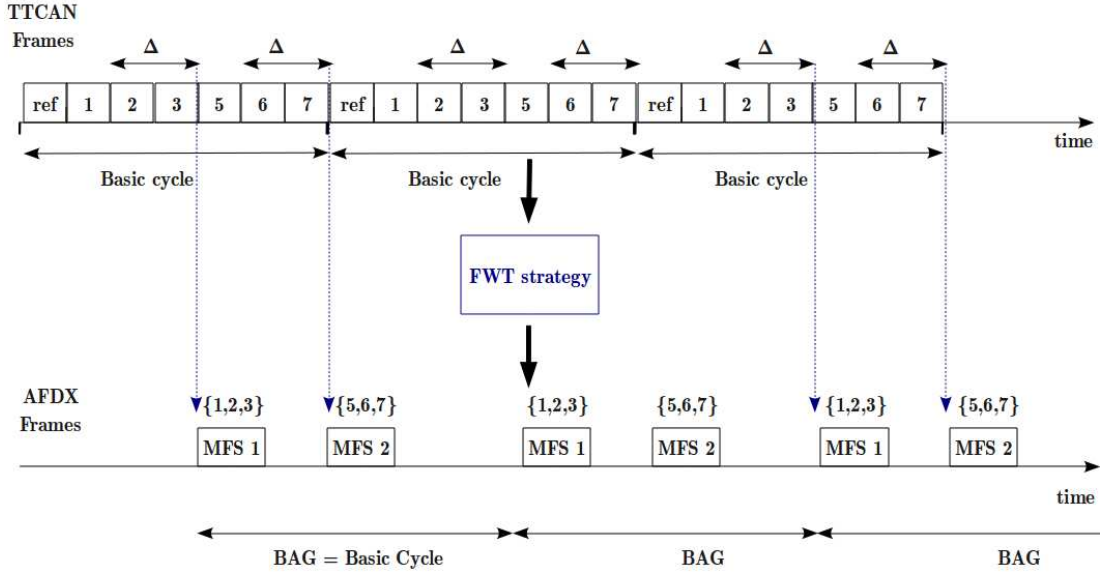 TTCAN
Frames
Δ Δ Δ Δ Δ Δ
ref 1 2 3 5 6 7 ref 1 2 3 5 6 7 ref 1 2 3 5 6 7
time
Basic cycle Basic cycle Basic cycle
FWT strategy
AFDX
Frames
{1,2,3} {5,6,7} {1,2,3} {5,6,7} {1,2,3} {5,6,7}
MFS 1 MFS 2 MFS 1 MFS 2 MFS 1 MFS 2
time
BAG = Basic Cycle BAG BAG